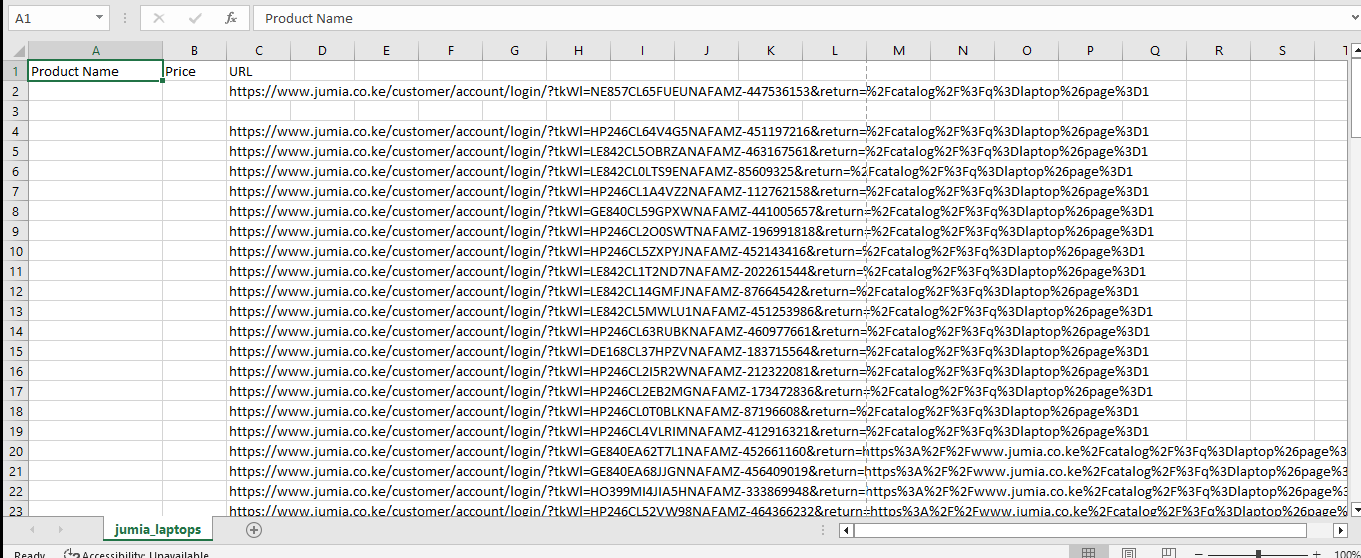 A1 fx Product Name
A B C D E F G H I J K L M N O P Q R S T
1 Product Name Price URL
2 https://www.jumia.co.ke/customer/account/login/?tkWl=NE857CL65FUEUNAFAMZ-447536153&return=%2Fcatalog%2F%3Fq%3Dlaptop%26page%3D1
3
4 https://www.jumia.co.ke/customer/account/login/?tkWl=HP246CL64V4G5NAFAMZ-451197216&return=%2Fcatalog%2F%3Fq%3Dlaptop%26page%3D1
5 https://www.jumia.co.ke/customer/account/login/?tkWl=LE842CL5OBRZANAFAMZ-463167561&return=%2Fcatalog%2F%3Fq%3Dlaptop%26page%3D1
6 https://www.jumia.co.ke/customer/account/login/?tkWl=LE842CL0LTS9ENAFAMZ-85609325&return=%2Fcatalog%2F%3Fq%3Dlaptop%26page%3D1
7 https://www.jumia.co.ke/customer/account/login/?tkWl=HP246CL1A4VZ2NAFAMZ-112762158&return=%2Fcatalog%2F%3Fq%3Dlaptop%26page%3D1
8 https://www.jumia.co.ke/customer/account/login/?tkWl=GE840CL59GPXWNAFAMZ-441005657&return=%2Fcatalog%2F%3Fq%3Dlaptop%26page%3D1
9 https://www.jumia.co.ke/customer/account/login/?tkWl=HP246CL2O0SWTNAFAMZ-196991818&return=%2Fcatalog%2F%3Fq%3Dlaptop%26page%3D1
10 https://www.jumia.co.ke/customer/account/login/?tkWl=HP246CL5ZXPYJNAFAMZ-452143416&return=%2Fcatalog%2F%3Fq%3Dlaptop%26page%3D1
11 https://www.jumia.co.ke/customer/account/login/?tkWl=LE842CL1T2ND7NAFAMZ-202261544&return=%2Fcatalog%2F%3Fq%3Dlaptop%26page%3D1
12 https://www.jumia.co.ke/customer/account/login/?tkWl=LE842CL14GMFJNAFAMZ-87664542&return=%2Fcatalog%2F%3Fq%3Dlaptop%26page%3D1
13 https://www.jumia.co.ke/customer/account/login/?tkWl=LE842CL5MWLU1NAFAMZ-451253986&return=%2Fcatalog%2F%3Fq%3Dlaptop%26page%3D1
14 https://www.jumia.co.ke/customer/account/login/?tkWl=HP246CL63RUBKNAFAMZ-460977661&return=%2Fcatalog%2F%3Fq%3Dlaptop%26page%3D1
15 https://www.jumia.co.ke/customer/account/login/?tkWl=DE168CL37HPZVNAFAMZ-183715564&return=%2Fcatalog%2F%3Fq%3Dlaptop%26page%3D1
16 https://www.jumia.co.ke/customer/account/login/?tkWl=HP246CL2I5R2WNAFAMZ-212322081&return=%2Fcatalog%2F%3Fq%3Dlaptop%26page%3D1
17 https://www.jumia.co.ke/customer/account/login/?tkWl=HP246CL2EB2MGNAFAMZ-173472836&return=%2Fcatalog%2F%3Fq%3Dlaptop%26page%3D1
18 https://www.jumia.co.ke/customer/account/login/?tkWl=HP246CL0T0BLKNAFAMZ-87196608&return=%2Fcatalog%2F%3Fq%3Dlaptop%26page%3D1
19 https://www.jumia.co.ke/customer/account/login/?tkWl=HP246CL4VLRIMNAFAMZ-412916321&return=%2Fcatalog%2F%3Fq%3Dlaptop%26page%3D1
20 https://www.jumia.co.ke/customer/account/login/?tkWl=GE840EA62T7L1NAFAMZ-452661160&return=https%3A%2F%2Fwww.jumia.co.ke%2Fcatalog%2F%3Fq%3Dlaptop%26page%
21 https://www.jumia.co.ke/customer/account/login/?tkWl=GE840EA68JJGNNAFAMZ-456409019&return=https%3A%2F%2Fwww.jumia.co.ke%2Fcatalog%2F%3Fq%3Dlaptop%26page%
22 https://www.jumia.co.ke/customer/account/login/?tkWl=HO399MI4JIA5HNAFAMZ-333869948&return=https%3A%2F%2Fwww.jumia.co.ke%2Fcatalog%2F%3Fq%3Dlaptop%26page%
23 https://www.jumia.co.ke/customer/account/login/?tkWl=HP246CL52VW98NAFAMZ-464366232&return=https%3A%2F%2Fwww.jumia.co.ke%2Fcatalog%2F%3Fq%3Dlaptop%26page%
jumia_laptops
Ready Accessibility: Unavailable 100%